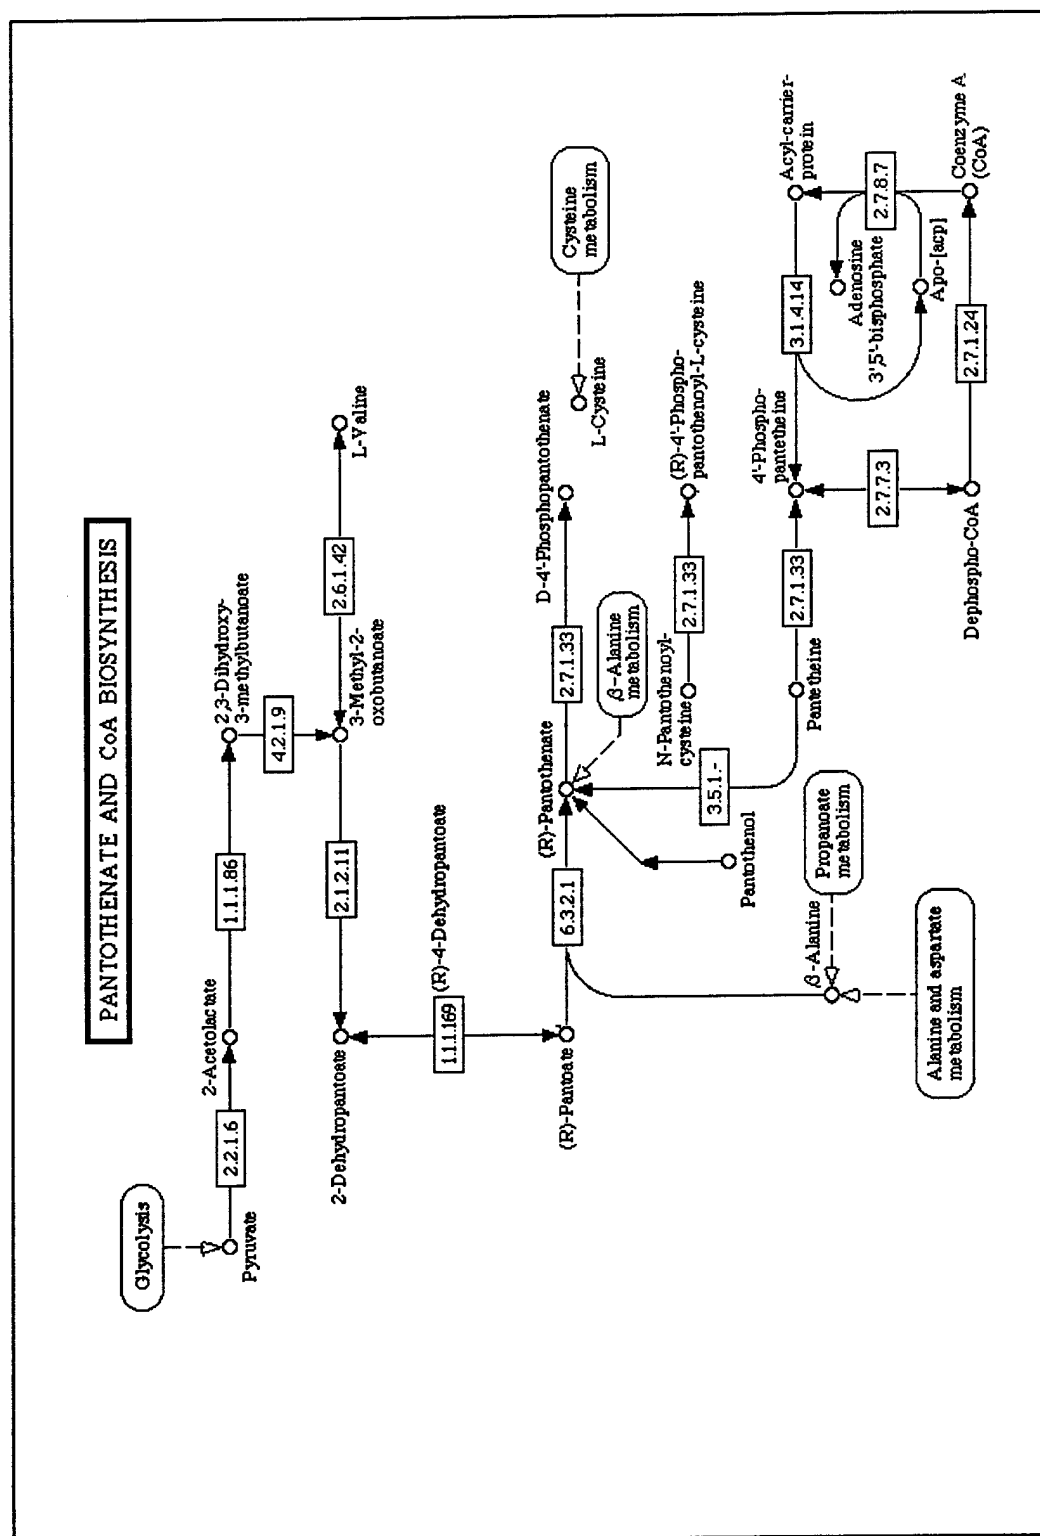 PANTOTHENATE AND CoA BIOSYNTHESIS
Glycolysis
Pyruvate
2.2.1.6
2-Acetolactate
1.1.1.86
2,3-Dihydroxy-
3-methylbutanoate
4.2.1.9
2-Dehydropantoate
2.1.2.11
3-Methyl-2-
oxobutanoate
2.6.1.42
L-Valine
1.1.1.169
(R)-4-Dehydropantoate
(R)-Pantoate
6.3.2.1
(R)-Pantothenate
2.7.1.33
D-4'-Phosphopantothenate
L-Cysteine
Cysteine
metabolism
β-Alanine
metabolism
N-Pantothenoyl-
cysteine
2.7.1.33
(R)-4'-Phospho-
pantothenoyl-L-cysteine
3.5.1.-
Pantothenol
Pantetheine
2.7.1.33
4'-Phospho-
pantetheine
3.1.4.14
Acyl-carrier-
protein
β-Alanine
Propanoate
metabolism
Alanine and aspartate
metabolism
Adenosine
3',5'-bisphosphate
2.7.8.7
Apo-[acp]
2.7.7.3
Dephospho-CoA
2.7.1.24
Coenzyme A
(CoA)